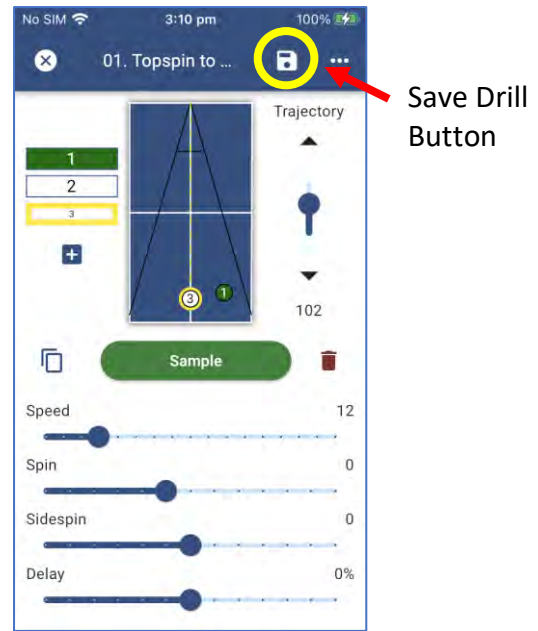 No SIM 3:10 pm 100%
01. Topspin to ...
Save Drill
Button
Trajectory
1
2
3
3 1
102
Sample
Speed 12
Spin 0
Sidespin 0
Delay 0%